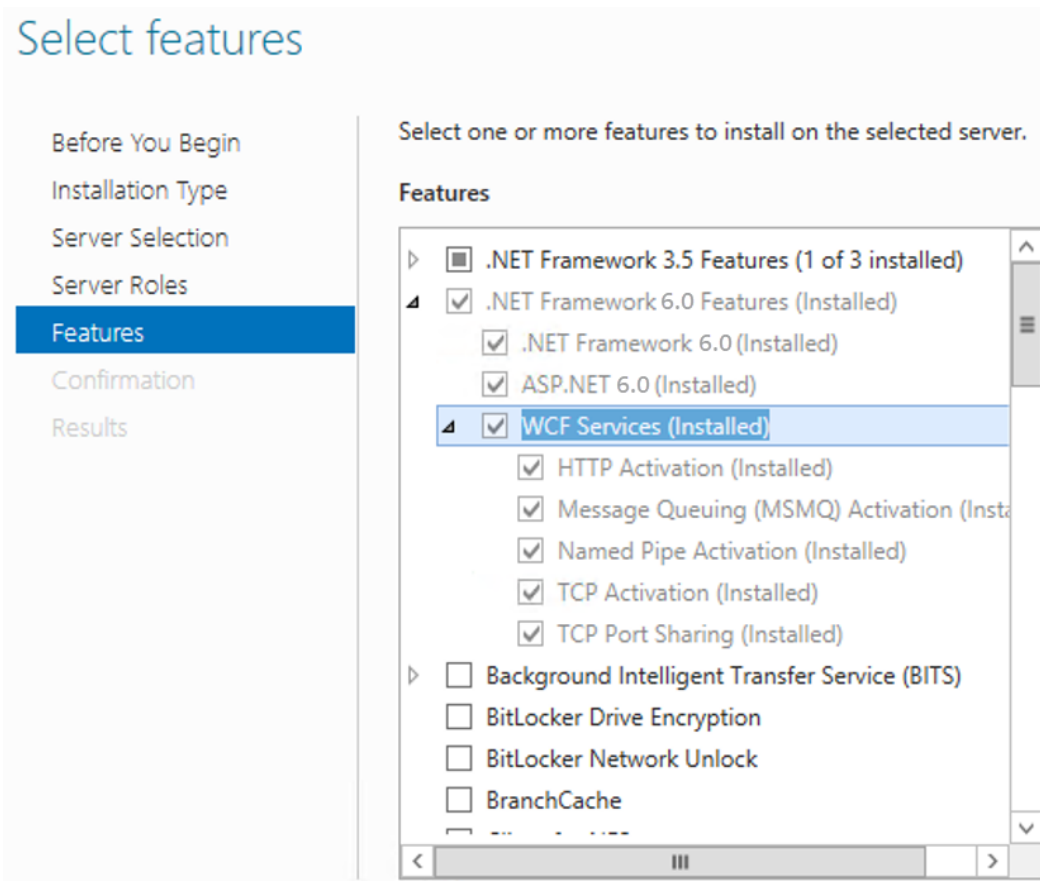 Select features
Before You Begin
Installation Type
Server Selection
Server Roles
Features
Confirmation
Results
Select one or more features to install on the selected server.
Features
.NET Framework 3.5 Features (1 of 3 installed)
.NET Framework 6.0 Features (Installed)
.NET Framework 6.0 (Installed)
ASP.NET 6.0 (Installed)
WCF Services (Installed)
HTTP Activation (Installed)
Message Queuing (MSMQ) Activation (Insta
Named Pipe Activation (Installed)
TCP Activation (Installed)
TCP Port Sharing (Installed)
Background Intelligent Transfer Service (BITS)
BitLocker Drive Encryption
BitLocker Network Unlock
BranchCache